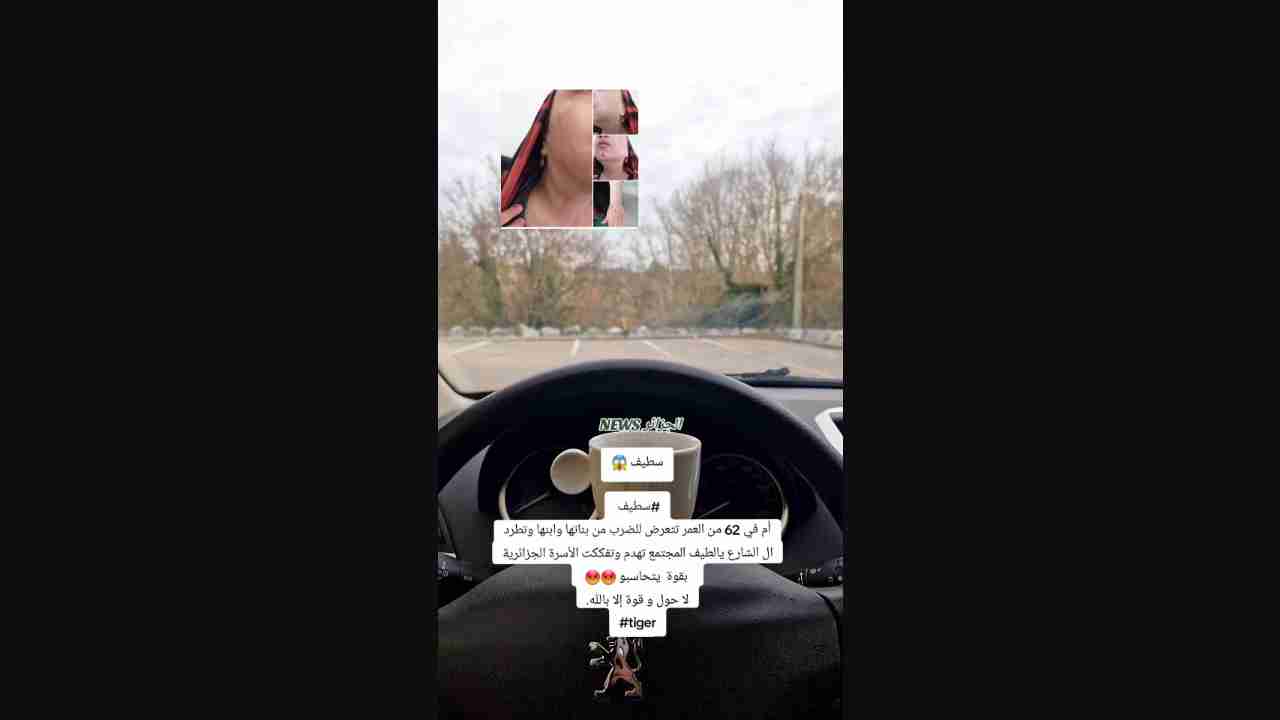 الجزائر NEWS
سطيف 😱
#سطيف
أم في 62 من العمر تتعرض للضرب من بناتها وابنها وتطرد
ال الشارع يالطيف المجتمع تهدم وتفككت الأسرة الجزائرية
بقوة يتحاسبو 😡😡
لا حول و قوة إلا بالله.
#tiger